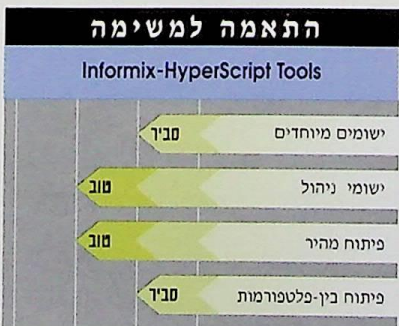 התאמה למשימה
Informix-HyperScript Tools
ישומים מיוחדים סביר
ישומי ניהול טוב
פיתוח מהיר טוב
פיתוח בין-פלטפורמות סביר